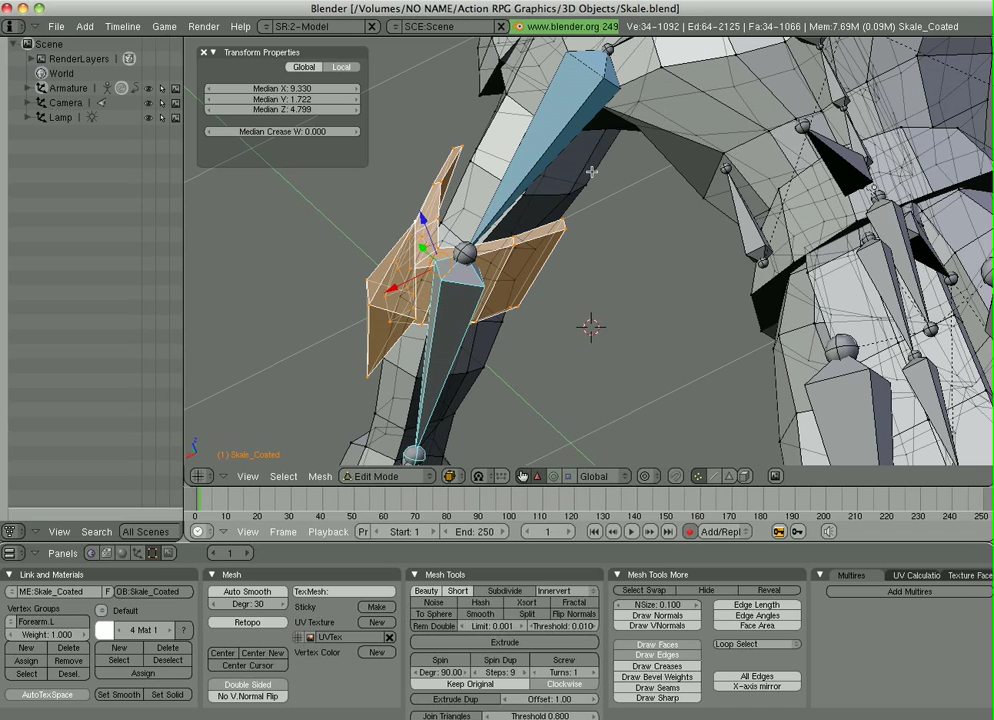 Blender [/Volumes/NO NAME/Action RPG Graphics/3D Objects/Skale.blend]
File Add Timeline Game Render Help SR:2-Model SCE:Scene www.blender.org 249 Ve:34-1092 | Ed:64-2125 | Fa:34-1066 | Mem:7.69M (0.09M) Skale_Coated
Scene
RenderLayers
World
Armature
Camera
Lamp
Transform Properties
Global Local
Median X: 9.330
Median Y: 1.722
Median Z: 4.799
Median Crease W: 0.000
(1) Skale_Coated
View Select Mesh Edit Mode Global
0 10 20 30 40 50 60 70 80 90 100 110 120 130 140 150 160 170 180 190 200 210 220 230 240 250
View Search All Scenes
View Frame Playback Pr Start: 1 End: 250 1 Add/Repl
Panels 1
Link and Materials
ME:Skale_Coated F OB:Skale_Coated
Vertex Groups
Forearm.L
Weight: 1.000
New Delete
Assign Remove
Select Desel.
AutoTexSpace
Default
4 Mat 1 ?
New Delete
Select Deselect
Assign
Set Smooth Set Solid
Mesh
Auto Smooth
Degr: 30
Retopo
Center Center New
Center Cursor
Double Sided
No V.Normal Flip
TexMesh:
Sticky Make
UV Texture New
UVTex
Vertex Color New
Mesh Tools
Beauty Short Subdivide Innervert
Noise Hash Xsort Fractal
To Sphere Smooth Split Flip Normals
Rem Double Limit: 0.001 Threshold: 0.010
Extrude
Spin Spin Dup Screw
Degr: 90.00 Steps: 9 Turns: 1
Keep Original Clockwise
Extrude Dup Offset: 1.00
Join Triangles Threshold 0.800
Mesh Tools More
Select Swap Hide Reveal
NSize: 0.100
Draw Normals
Draw VNormals
Draw Faces
Draw Edges
Draw Creases
Draw Bevel Weights
Draw Seams
Draw Sharp
Edge Length
Edge Angles
Face Area
Loop Select
All Edges
X-axis mirror
Multires UV Calculatio Texture Face
Add Multires